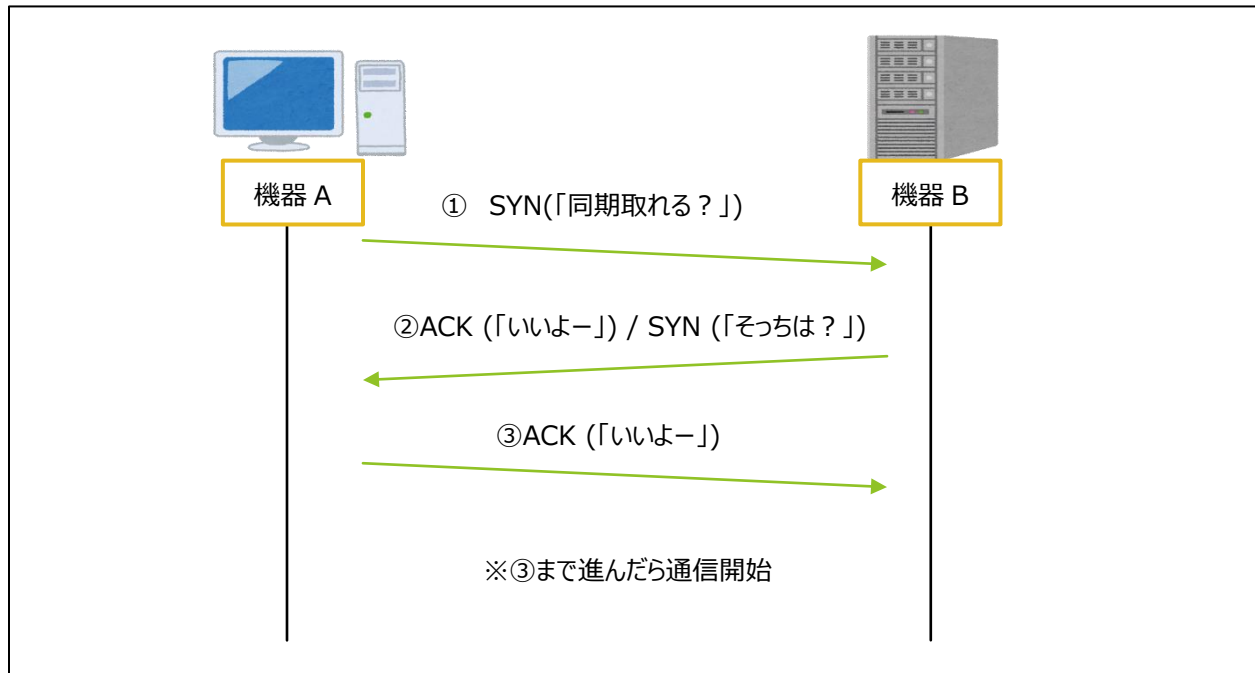 機器 A
機器 B
① SYN(「同期取れる？」)
②ACK (「いいよー」) / SYN (「そっちは？」)
③ACK (「いいよー」)
※③まで進んだら通信開始